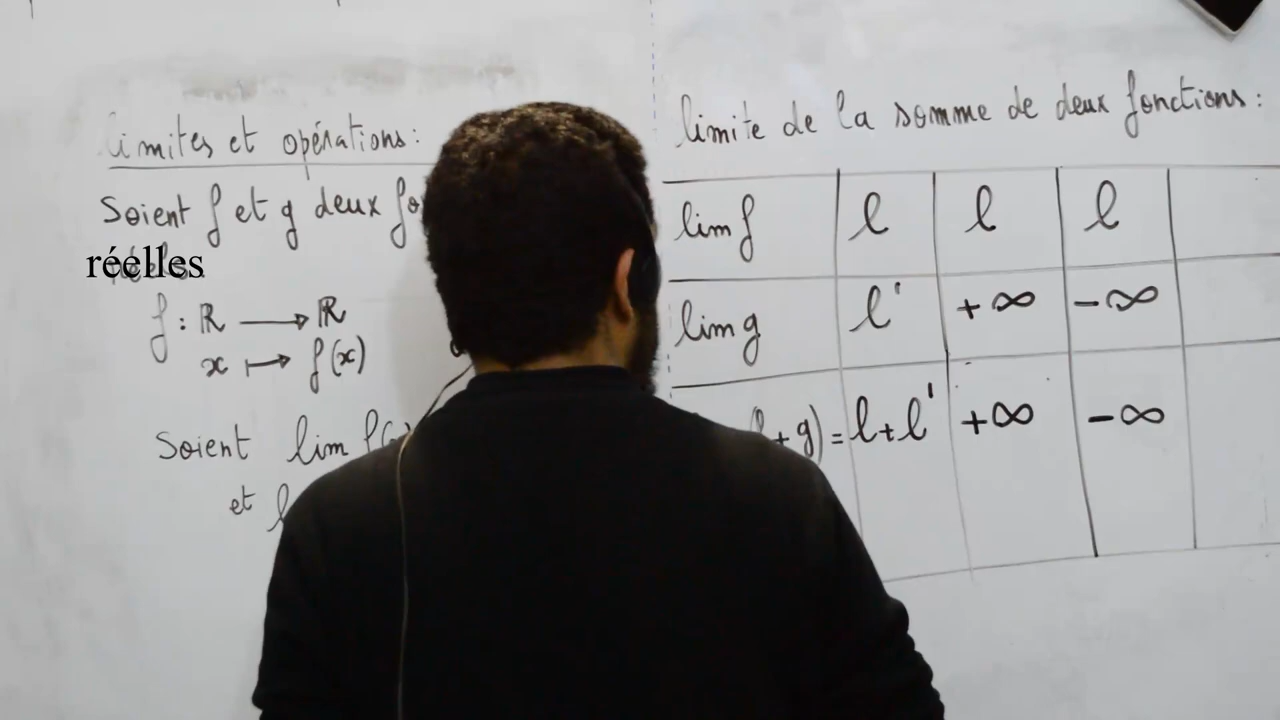 limites et opérations:
Soient f et g deux
réelles
f : ℝ ⟶ ℝ
x ⟼ f(x)
Soient lim
et
limite de la somme de deux fonctions :
lim f l l l
lim g l' +∞ -∞
+ g) = l+l' +∞ -∞